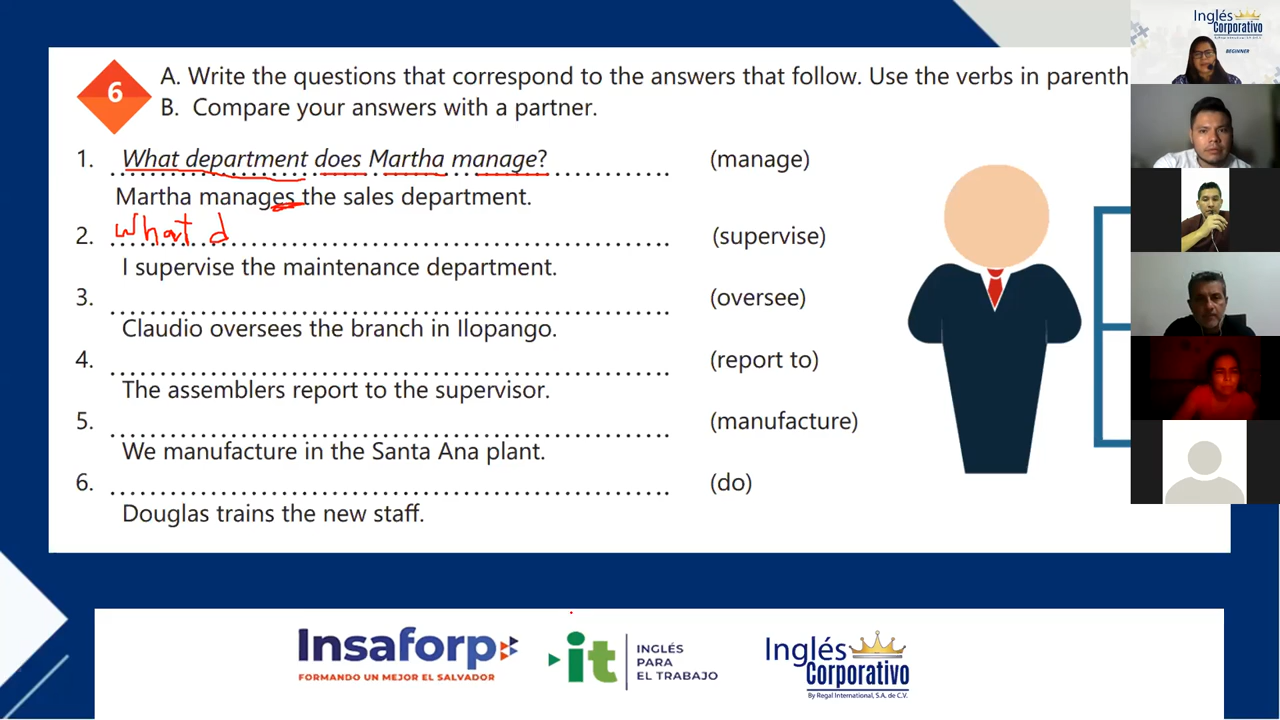 Inglés
Corporativo
By Regal International, S.A. de C.V.
BEGINNER
6
A. Write the questions that correspond to the answers that follow. Use the verbs in parenth
B. Compare your answers with a partner.
1. What department does Martha manage? (manage)
Martha manages the sales department.
2. What d (supervise)
I supervise the maintenance department.
3. (oversee)
Claudio oversees the branch in Ilopango.
4. (report to)
The assemblers report to the supervisor.
5. (manufacture)
We manufacture in the Santa Ana plant.
6. (do)
Douglas trains the new staff.
Insaforp
FORMANDO UN MEJOR EL SALVADOR
it
INGLÉS
PARA
EL TRABAJO
Inglés
Corporativo
By Regal International, S.A. de C.V.